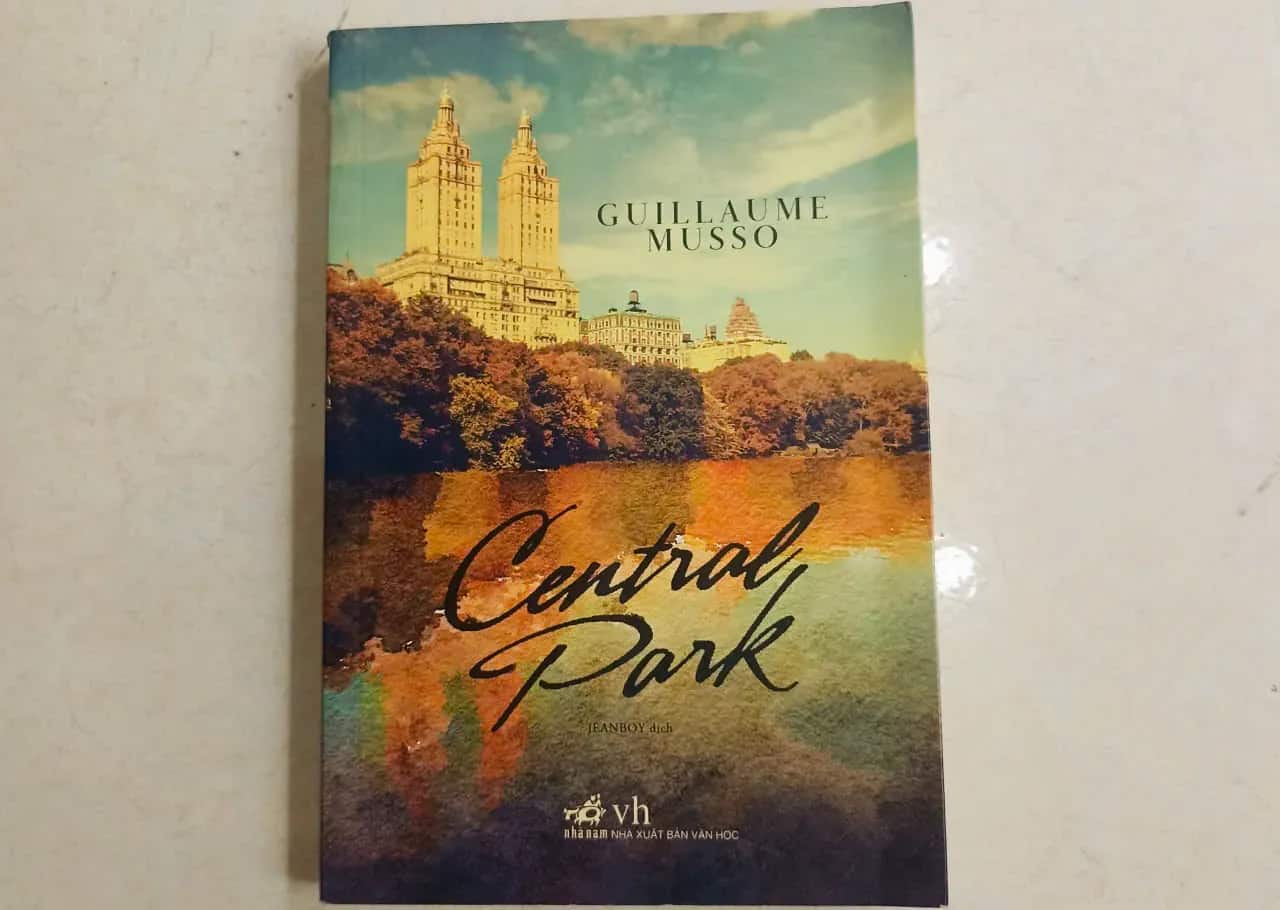 GUILLAUME
MUSSO
Central
Park
JEANBOY dịch
vh
nhã nam NHÀ XUẤT BẢN VĂN HỌC